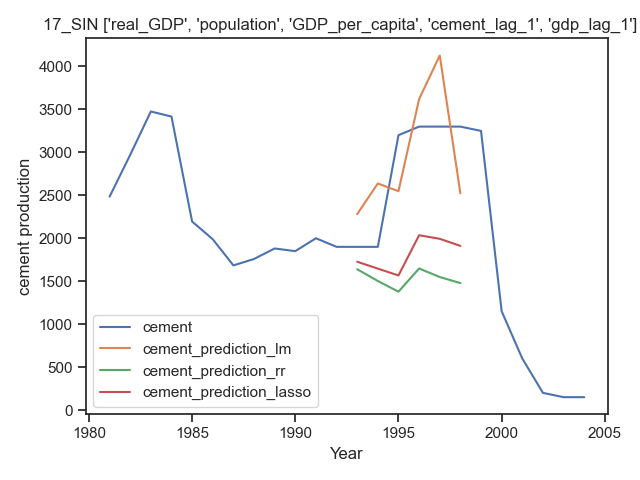 17_SIN ['real_GDP', 'population', 'GDP_per_capita', 'cement_lag_1', 'gdp_lag_1']
cement production
4000
3500
3000
2500
2000
1500
1000
500
0
cement
cement_prediction_lm
cement_prediction_rr
cement_prediction_lasso
1980 1985 1990 1995 2000 2005
Year